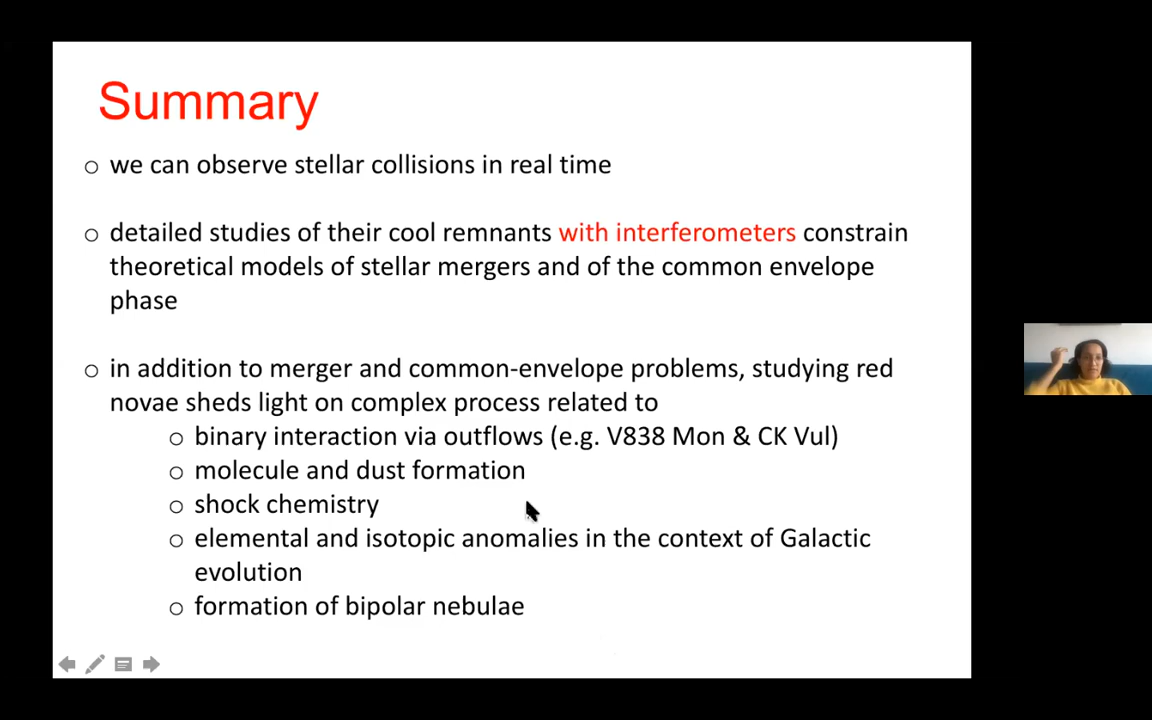 Summary
○ we can observe stellar collisions in real time
○ detailed studies of their cool remnants with interferometers constrain
theoretical models of stellar mergers and of the common envelope
phase
○ in addition to merger and common-envelope problems, studying red
novae sheds light on complex process related to
○ binary interaction via outflows (e.g. V838 Mon & CK Vul)
○ molecule and dust formation
○ shock chemistry
○ elemental and isotopic anomalies in the context of Galactic
evolution
○ formation of bipolar nebulae